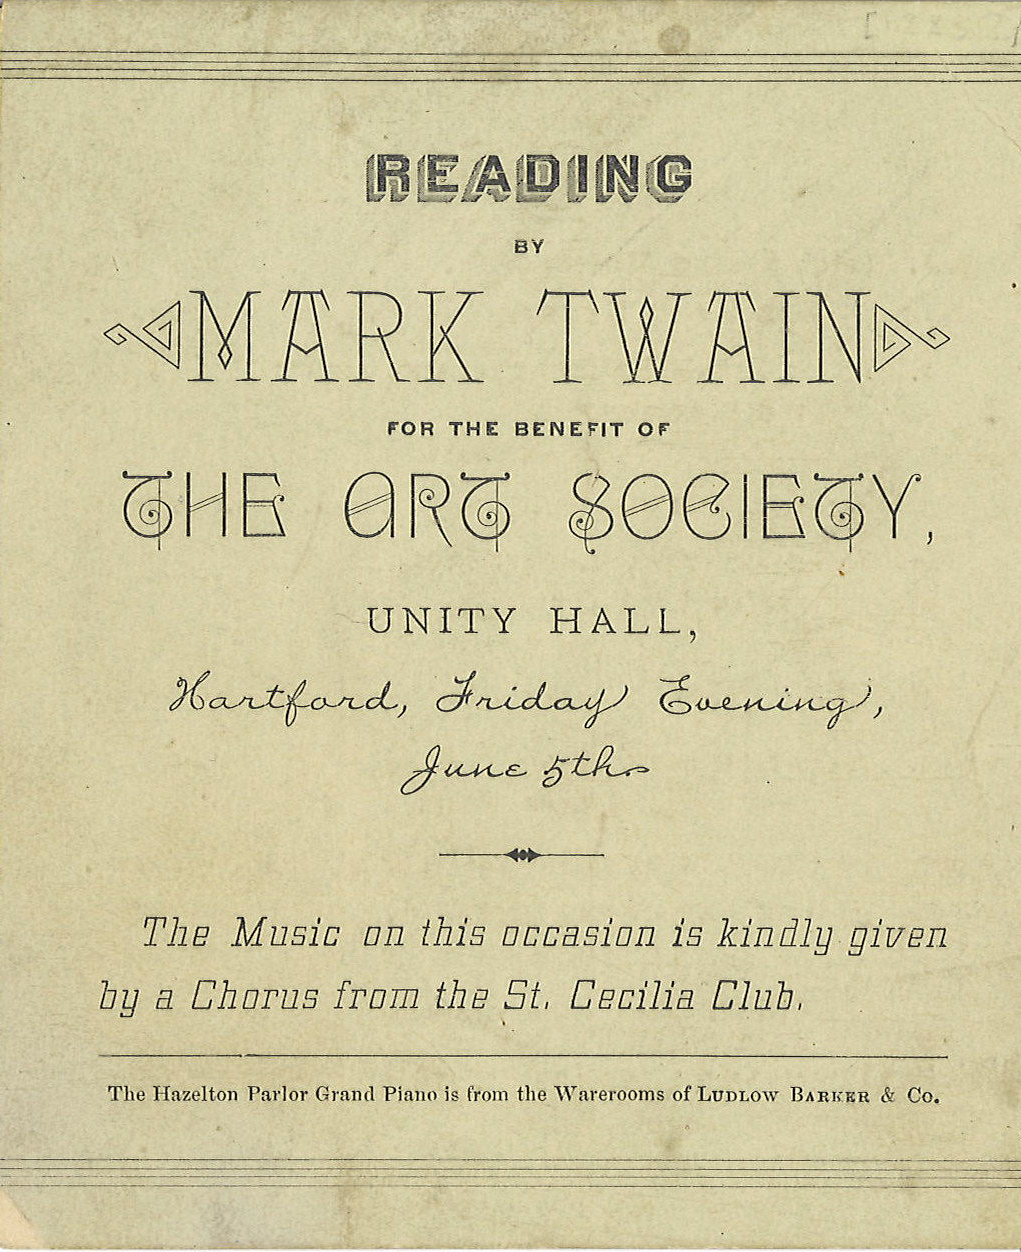 READING
BY
MARK TWAIN
FOR THE BENEFIT OF
THE ART SOCIETY,
UNITY HALL,
Hartford, Friday Evening,
June 5th.
The Music on this occasion is kindly given
by a Chorus from the St. Cecilia Club.
The Hazelton Parlor Grand Piano is from the Warerooms of LUDLOW BARKER & Co.